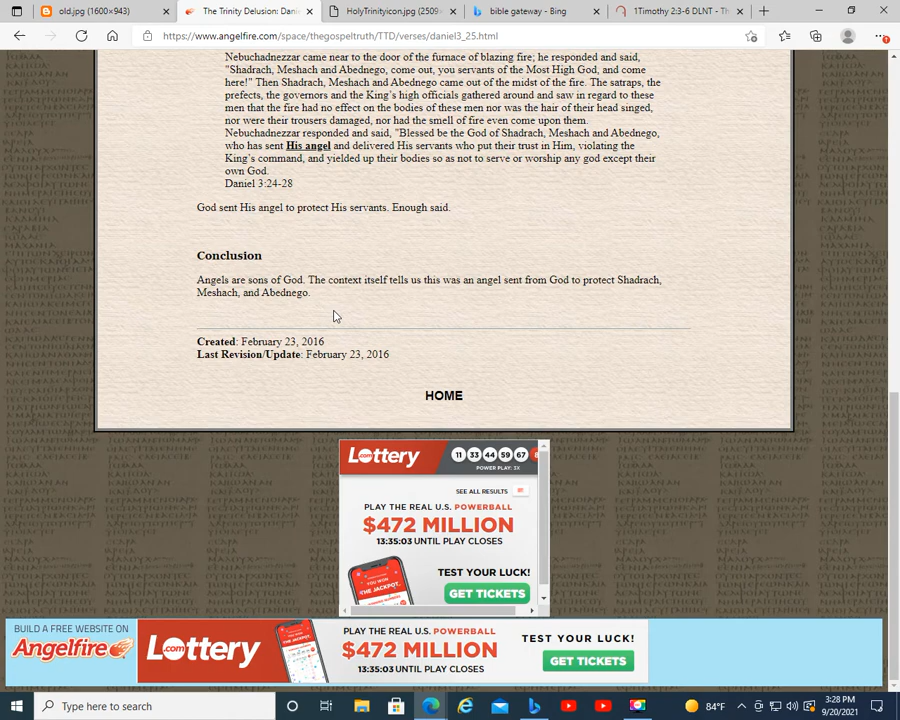 old.jpg (1600×943)
The Trinity Delusion: Danie
HolyTrinityicon.jpg (2509×
bible gateway - Bing
1Timothy 2:3-6 DLNT - Th
https://www.angelfire.com/space/thegospeltruth/TTD/verses/daniel3_25.html
Nebuchadnezzar came near to the door of the furnace of blazing fire; he responded and said,
"Shadrach, Meshach and Abednego, come out, you servants of the Most High God, and come
here!" Then Shadrach, Meshach and Abednego came out of the midst of the fire. The satraps, the
prefects, the governors and the King's high officials gathered around and saw in regard to these
men that the fire had no effect on the bodies of these men nor was the hair of their head singed,
nor were their trousers damaged, nor had the smell of fire even come upon them.
Nebuchadnezzar responded and said, "Blessed be the God of Shadrach, Meshach and Abednego,
who has sent His angel and delivered His servants who put their trust in Him, violating the
King's command, and yielded up their bodies so as not to serve or worship any god except their
own God.
Daniel 3:24-28
God sent His angel to protect His servants. Enough said.
Conclusion
Angels are sons of God. The context itself tells us this was an angel sent from God to protect Shadrach,
Meshach, and Abednego.
Created: February 23, 2016
Last Revision/Update: February 23, 2016
HOME
Lottery.com 11 33 44 59 67 8
POWER PLAY: 3X
SEE ALL RESULTS
PLAY THE REAL U.S. POWERBALL
$472 MILLION
13:35:03 UNTIL PLAY CLOSES
YOU WON THE JACKPOT.
TEST YOUR LUCK!
GET TICKETS
BUILD A FREE WEBSITE ON
Angelfire
Lottery.com
PLAY THE REAL U.S. POWERBALL
$472 MILLION
13:35:03 UNTIL PLAY CLOSES
TEST YOUR LUCK!
GET TICKETS
Type here to search
84°F
3:28 PM
9/20/2021